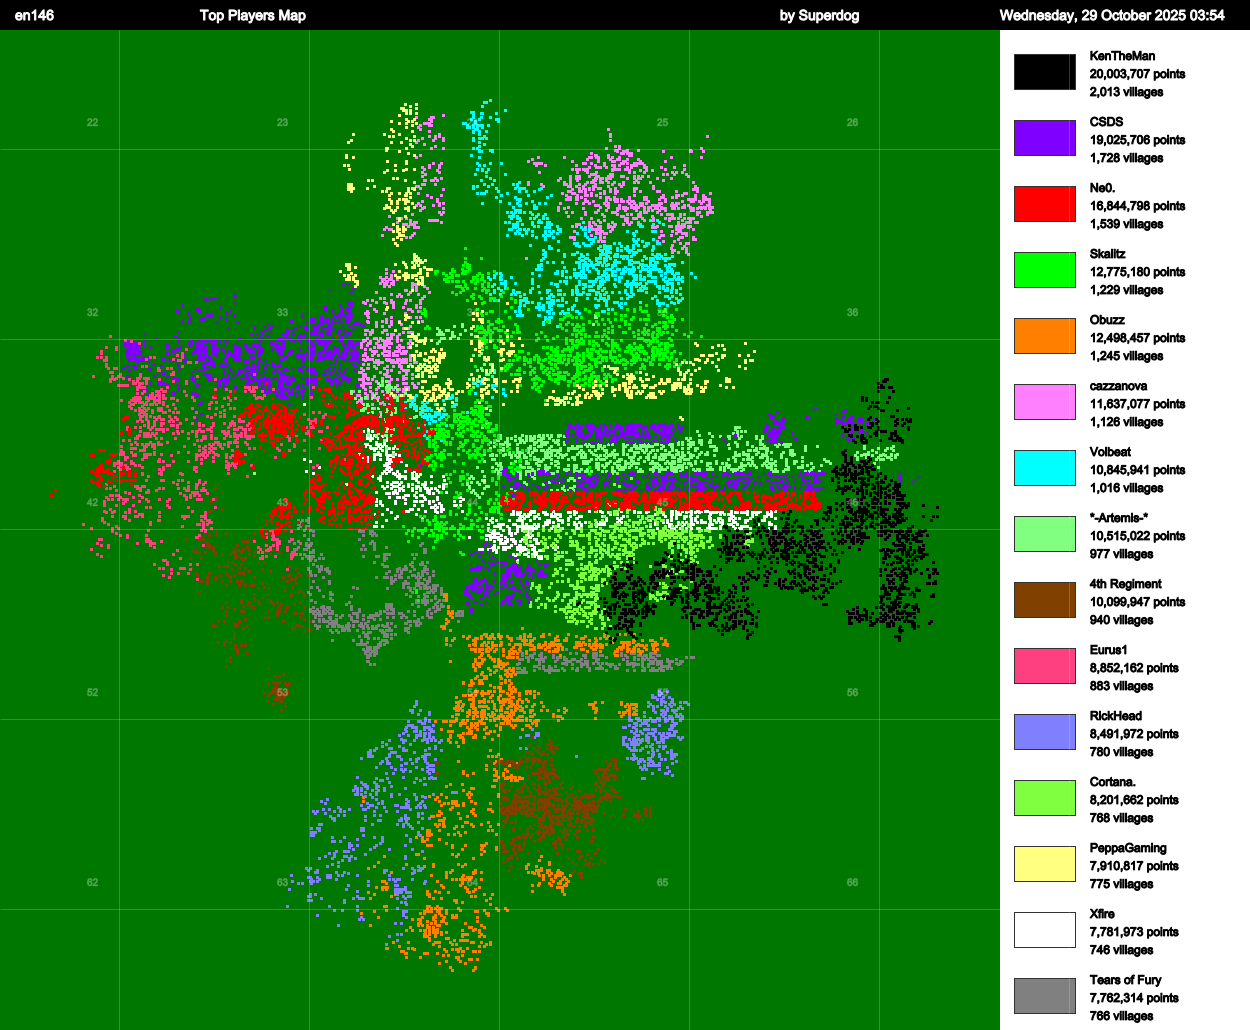 en146 Top Players Map by Superdog Wednesday, 29 October 2025 03:54
KenTheMan
20,003,707 points
2,013 villages
CSDS
19,025,706 points
1,728 villages
Ne0.
16,844,798 points
1,539 villages
Skalitz
12,775,180 points
1,229 villages
Obuzz
12,498,457 points
1,245 villages
cazzanova
11,637,077 points
1,126 villages
Volbeat
10,845,941 points
1,016 villages
*-Artemis-*
10,515,022 points
977 villages
4th Regiment
10,099,947 points
940 villages
Eurus1
8,852,162 points
883 villages
RickHead
8,491,972 points
780 villages
Cortana.
8,201,662 points
768 villages
PeppaGaming
7,910,817 points
775 villages
Xfire
7,781,973 points
746 villages
Tears of Fury
7,762,314 points
766 villages
22 23 25 26
32 33 36
42 43 45
52 53 56
62 63 64 65 66